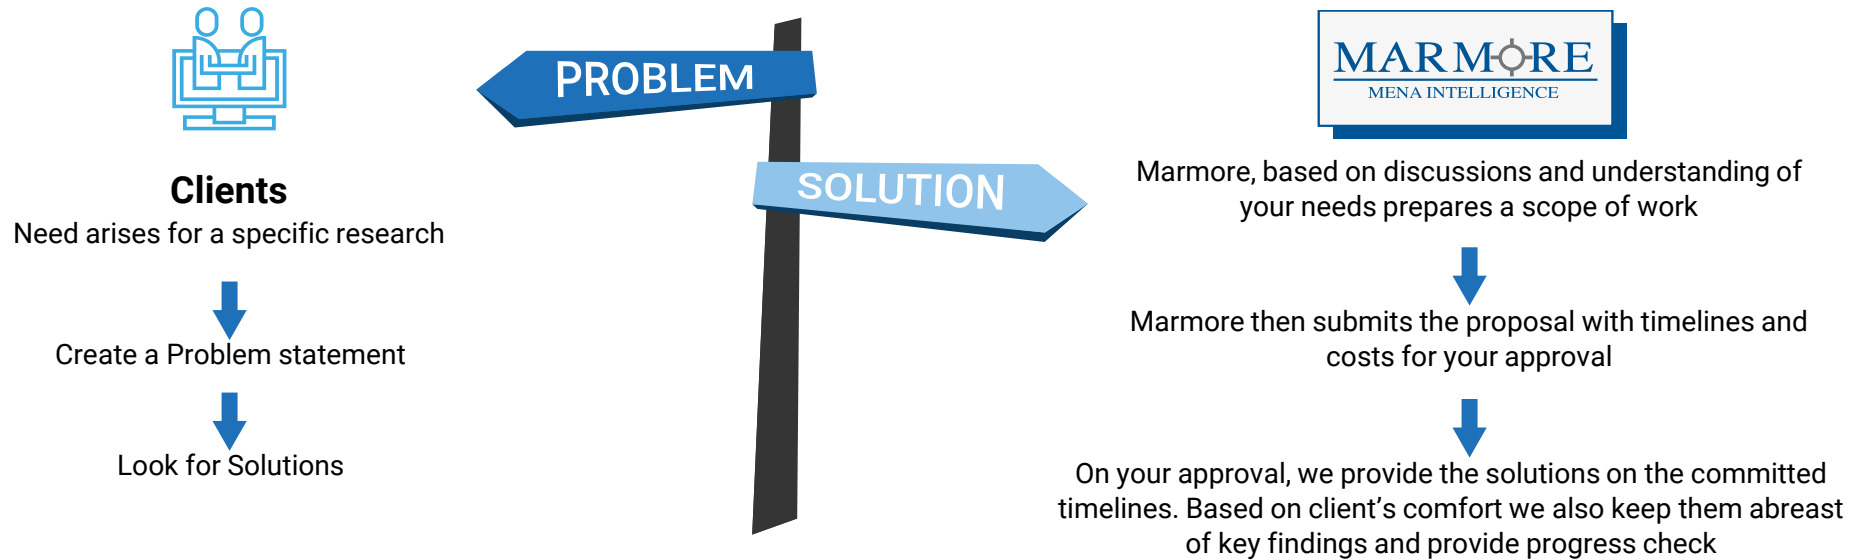 Clients
Need arises for a specific research
Create a Problem statement
Look for Solutions
PROBLEM
SOLUTION
MARMORE
MENA INTELLIGENCE
Marmore, based on discussions and understanding of
your needs prepares a scope of work
Marmore then submits the proposal with timelines and
costs for your approval
On your approval, we provide the solutions on the committed
timelines. Based on client’s comfort we also keep them abreast
of key findings and provide progress check